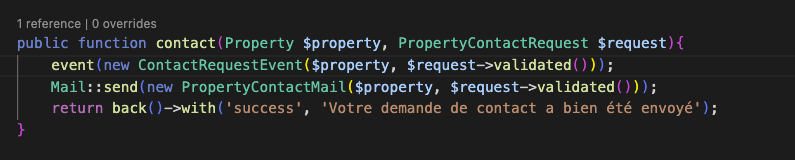 1 reference | 0 overrides
public function contact(Property $property, PropertyContactRequest $request){
event(new ContactRequestEvent($property, $request->validated()));
Mail::send(new PropertyContactMail($property, $request->validated()));
return back()->with('success', 'Votre demande de contact a bien été envoyé');
}